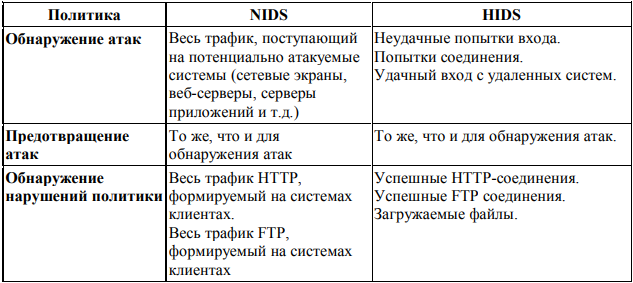 Политика NIDS HIDS
Обнаружение атак
Весь трафик, поступающий
на потенциально атакуемые
системы (сетевые экраны,
веб-серверы, серверы
приложений и т.д.)
Неудачные попытки входа.
Попытки соединения.
Удачный вход с удаленных систем.
Предотвращение
атак
То же, что и для
обнаружения атак
То же, что и для обнаружения атак.
Обнаружение
нарушений политики
Весь трафик HTTP,
формируемый на системах
клиентах.
Весь трафик FTP,
формируемый на системах
клиентах
Успешные HTTP-соединения.
Успешные FTP соединения.
Загружаемые файлы.